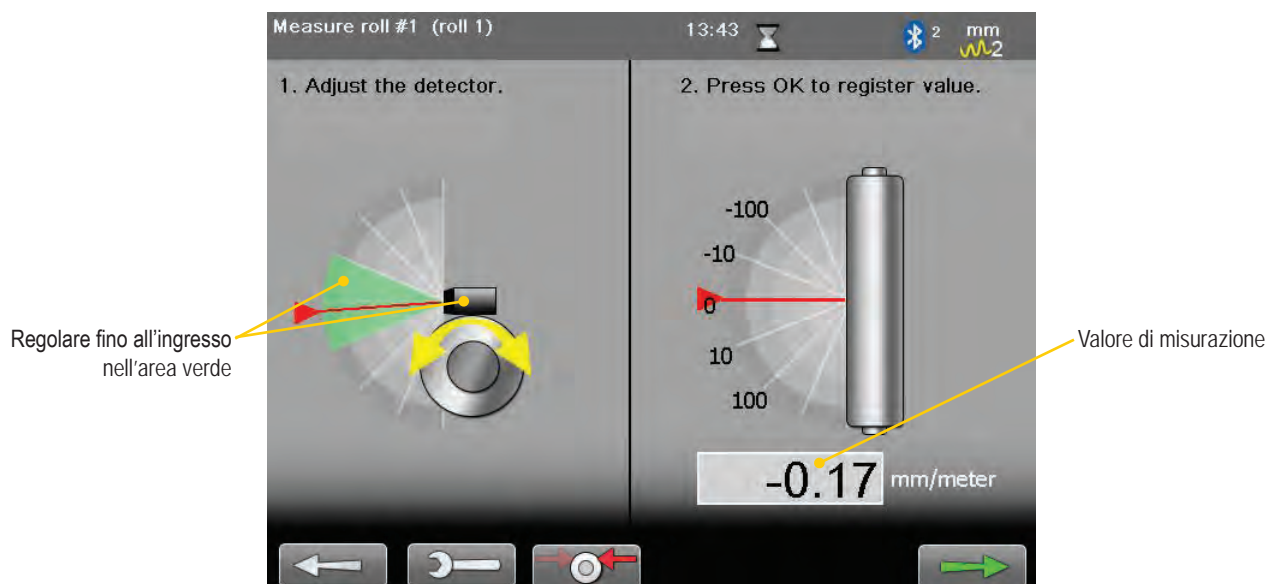 Measure roll #1 (roll 1)
13:43
2
mm
2
1. Adjust the detector.
2. Press OK to register value.
-100
-10
0
10
100
Regolare fino all'ingresso
nell'area verde
Valore di misurazione
-0.17 mm/meter